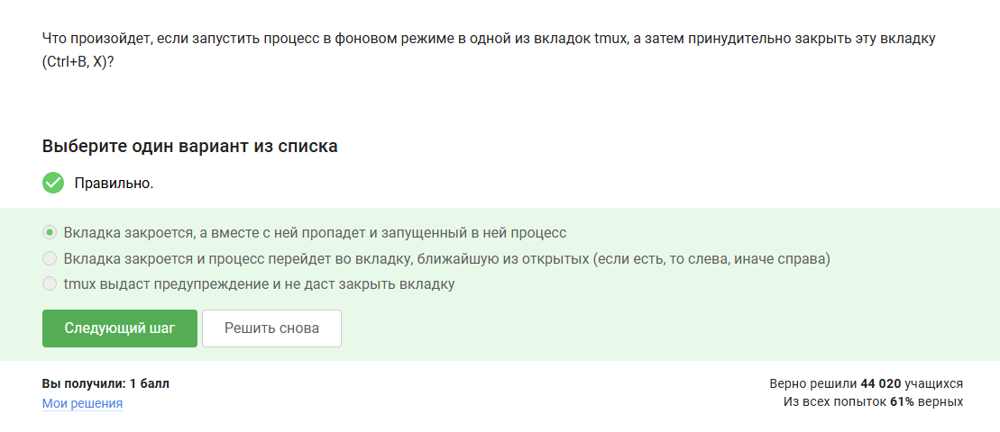 Что произойдет, если запустить процесс в фоновом режиме в одной из вкладок tmux, а затем принудительно закрыть эту вкладку
(Ctrl+B, X)?
Выберите один вариант из списка
Правильно.
Вкладка закроется, а вместе с ней пропадет и запущенный в ней процесс
Вкладка закроется и процесс перейдет во вкладку, ближайшую из открытых (если есть, то слева, иначе справа)
tmux выдаст предупреждение и не даст закрыть вкладку
Следующий шаг
Решить снова
Вы получили: 1 балл
Мои решения
Верно решили 44 020 учащихся
Из всех попыток 61% верных